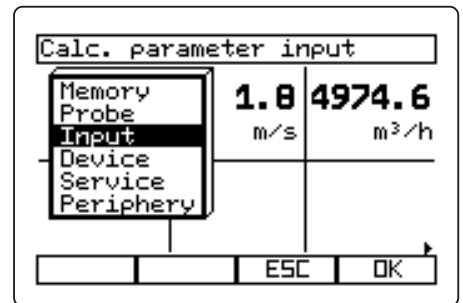 Calc. parameter input
Memory
Probe
Input
Device
Service
Periphery
1.8 4974.6
m/s m³/h
ESC OK